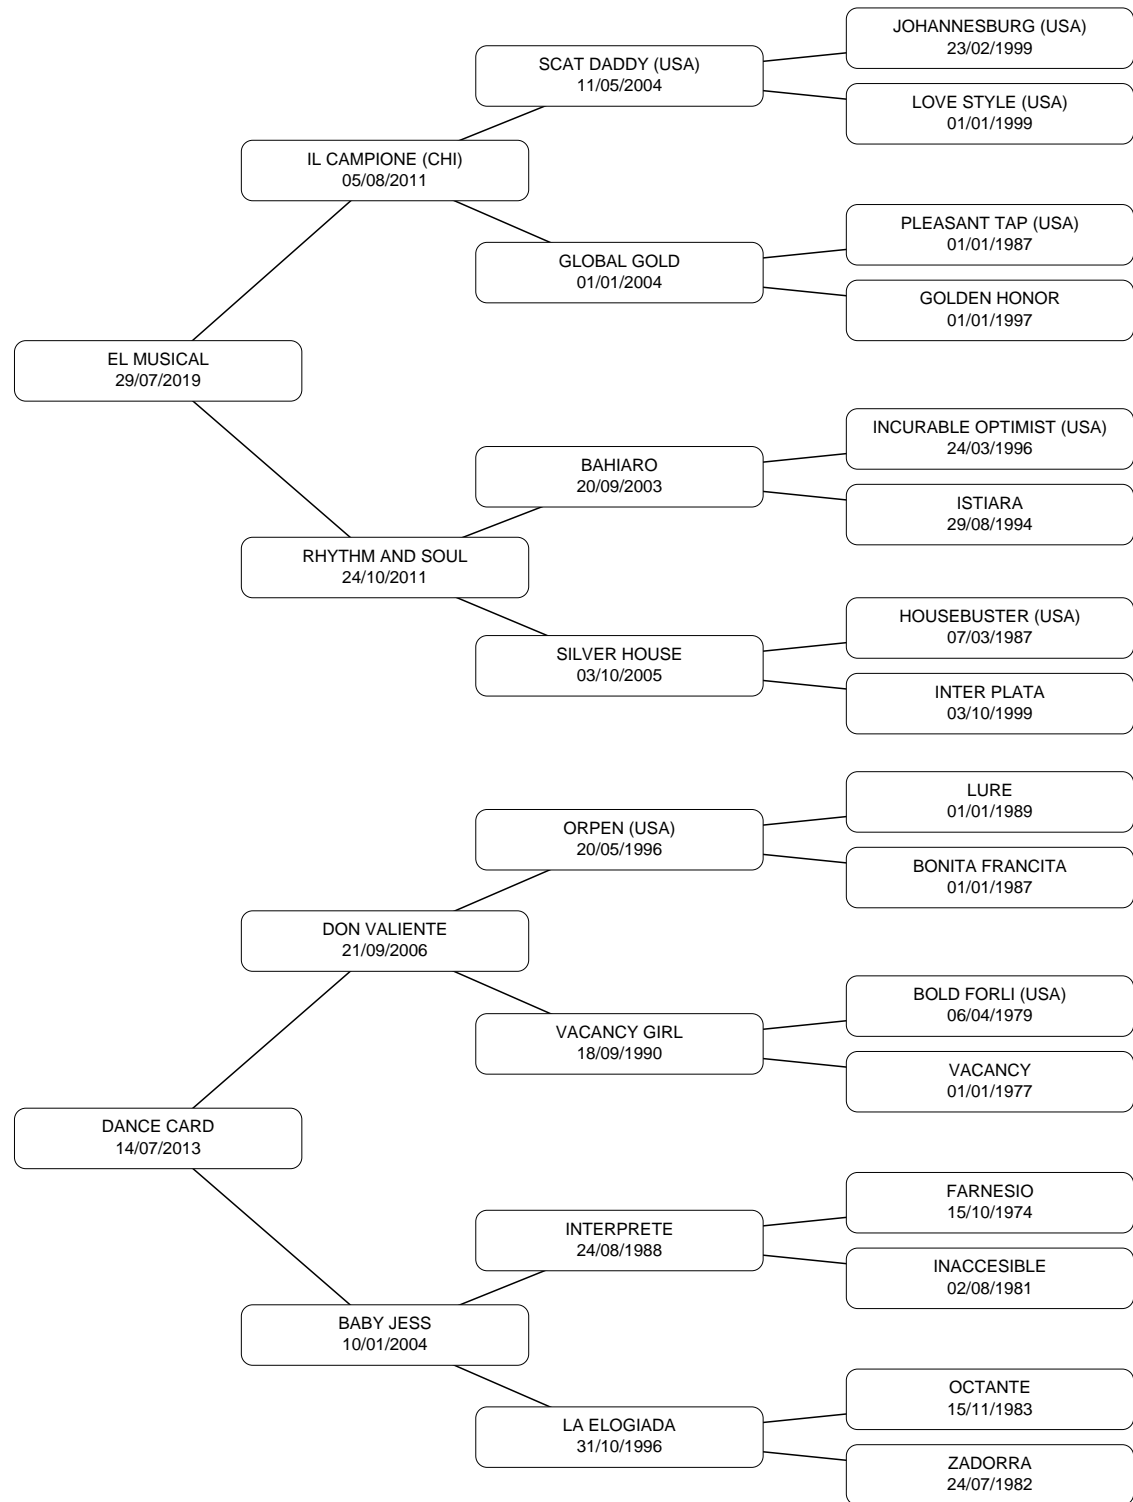 JOHANNESBURG (USA)
23/02/1999
SCAT DADDY (USA)
11/05/2004
LOVE STYLE (USA)
01/01/1999
IL CAMPIONE (CHI)
05/08/2011
PLEASANT TAP (USA)
01/01/1987
GLOBAL GOLD
01/01/2004
GOLDEN HONOR
01/01/1997
EL MUSICAL
29/07/2019
INCURABLE OPTIMIST (USA)
24/03/1996
BAHIARO
20/09/2003
ISTIARA
29/08/1994
RHYTHM AND SOUL
24/10/2011
HOUSEBUSTER (USA)
07/03/1987
SILVER HOUSE
03/10/2005
INTER PLATA
03/10/1999
LURE
01/01/1989
ORPEN (USA)
20/05/1996
BONITA FRANCITA
01/01/1987
DON VALIENTE
21/09/2006
BOLD FORLI (USA)
06/04/1979
VACANCY GIRL
18/09/1990
VACANCY
01/01/1977
DANCE CARD
14/07/2013
FARNESIO
15/10/1974
INTERPRETE
24/08/1988
INACCESIBLE
02/08/1981
BABY JESS
10/01/2004
OCTANTE
15/11/1983
LA ELOGIADA
31/10/1996
ZADORRA
24/07/1982